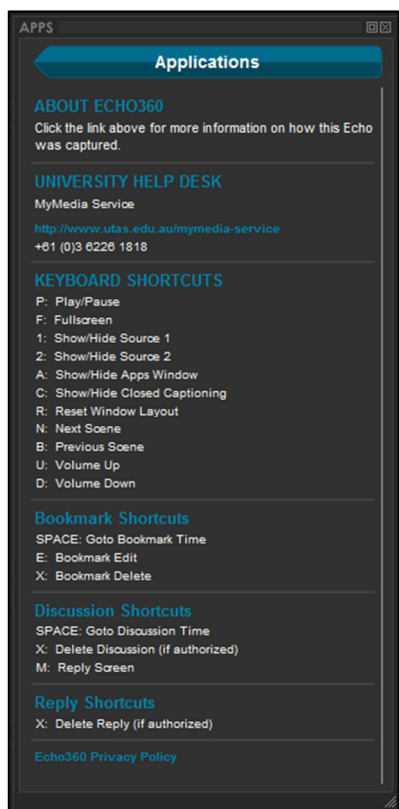 APPS
Applications
ABOUT ECHO360
Click the link above for more information on how this Echo
was captured.
UNIVERSITY HELP DESK
MyMedia Service
http://www.utas.edu.au/mymedia-service
+61 (0)3 6226 1818
KEYBOARD SHORTCUTS
P: Play/Pause
F: Fullscreen
1: Show/Hide Source 1
2: Show/Hide Source 2
A: Show/Hide Apps Window
C: Show/Hide Closed Captioning
R: Reset Window Layout
N: Next Scene
B: Previous Scene
U: Volume Up
D: Volume Down
Bookmark Shortcuts
SPACE: Goto Bookmark Time
E: Bookmark Edit
X: Bookmark Delete
Discussion Shortcuts
SPACE: Goto Discussion Time
X: Delete Discussion (if authorized)
M: Reply Screen
Reply Shortcuts
X: Delete Reply (if authorized)
Echo360 Privacy Policy